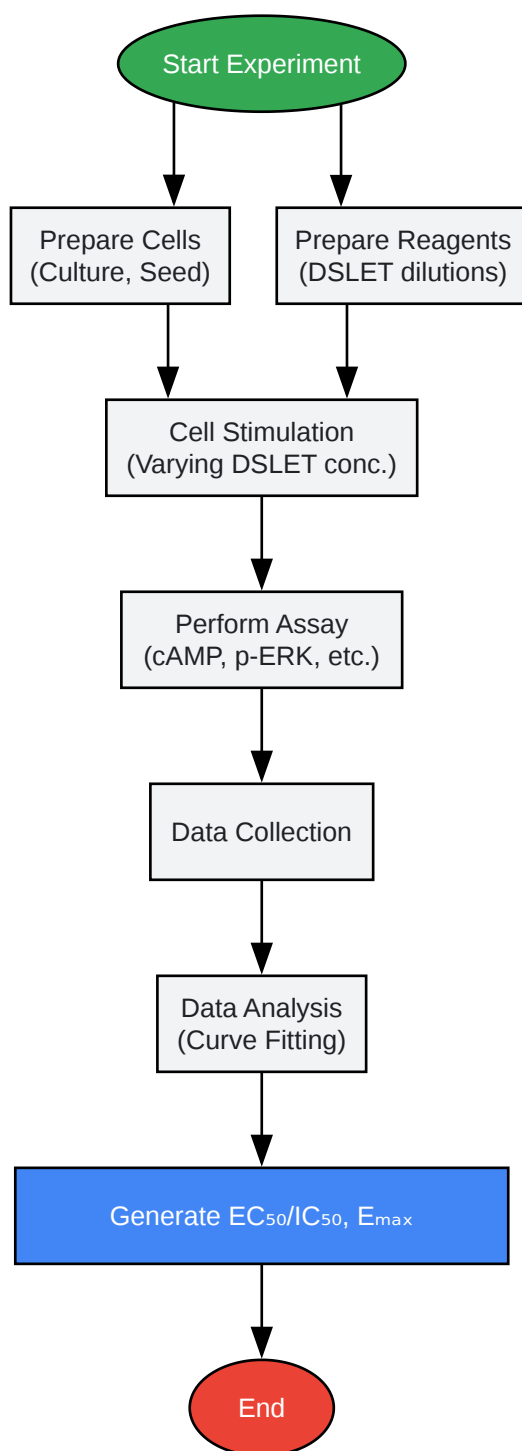 Start Experiment
Prepare Cells
(Culture, Seed)
Prepare Reagents
(DSLET dilutions)
Cell Stimulation
(Varying DSLET conc.)
Perform Assay
(cAMP, p-ERK, etc.)
Data Collection
Data Analysis
(Curve Fitting)
Generate EC₅₀/IC₅₀, Eₘₐₓ
End